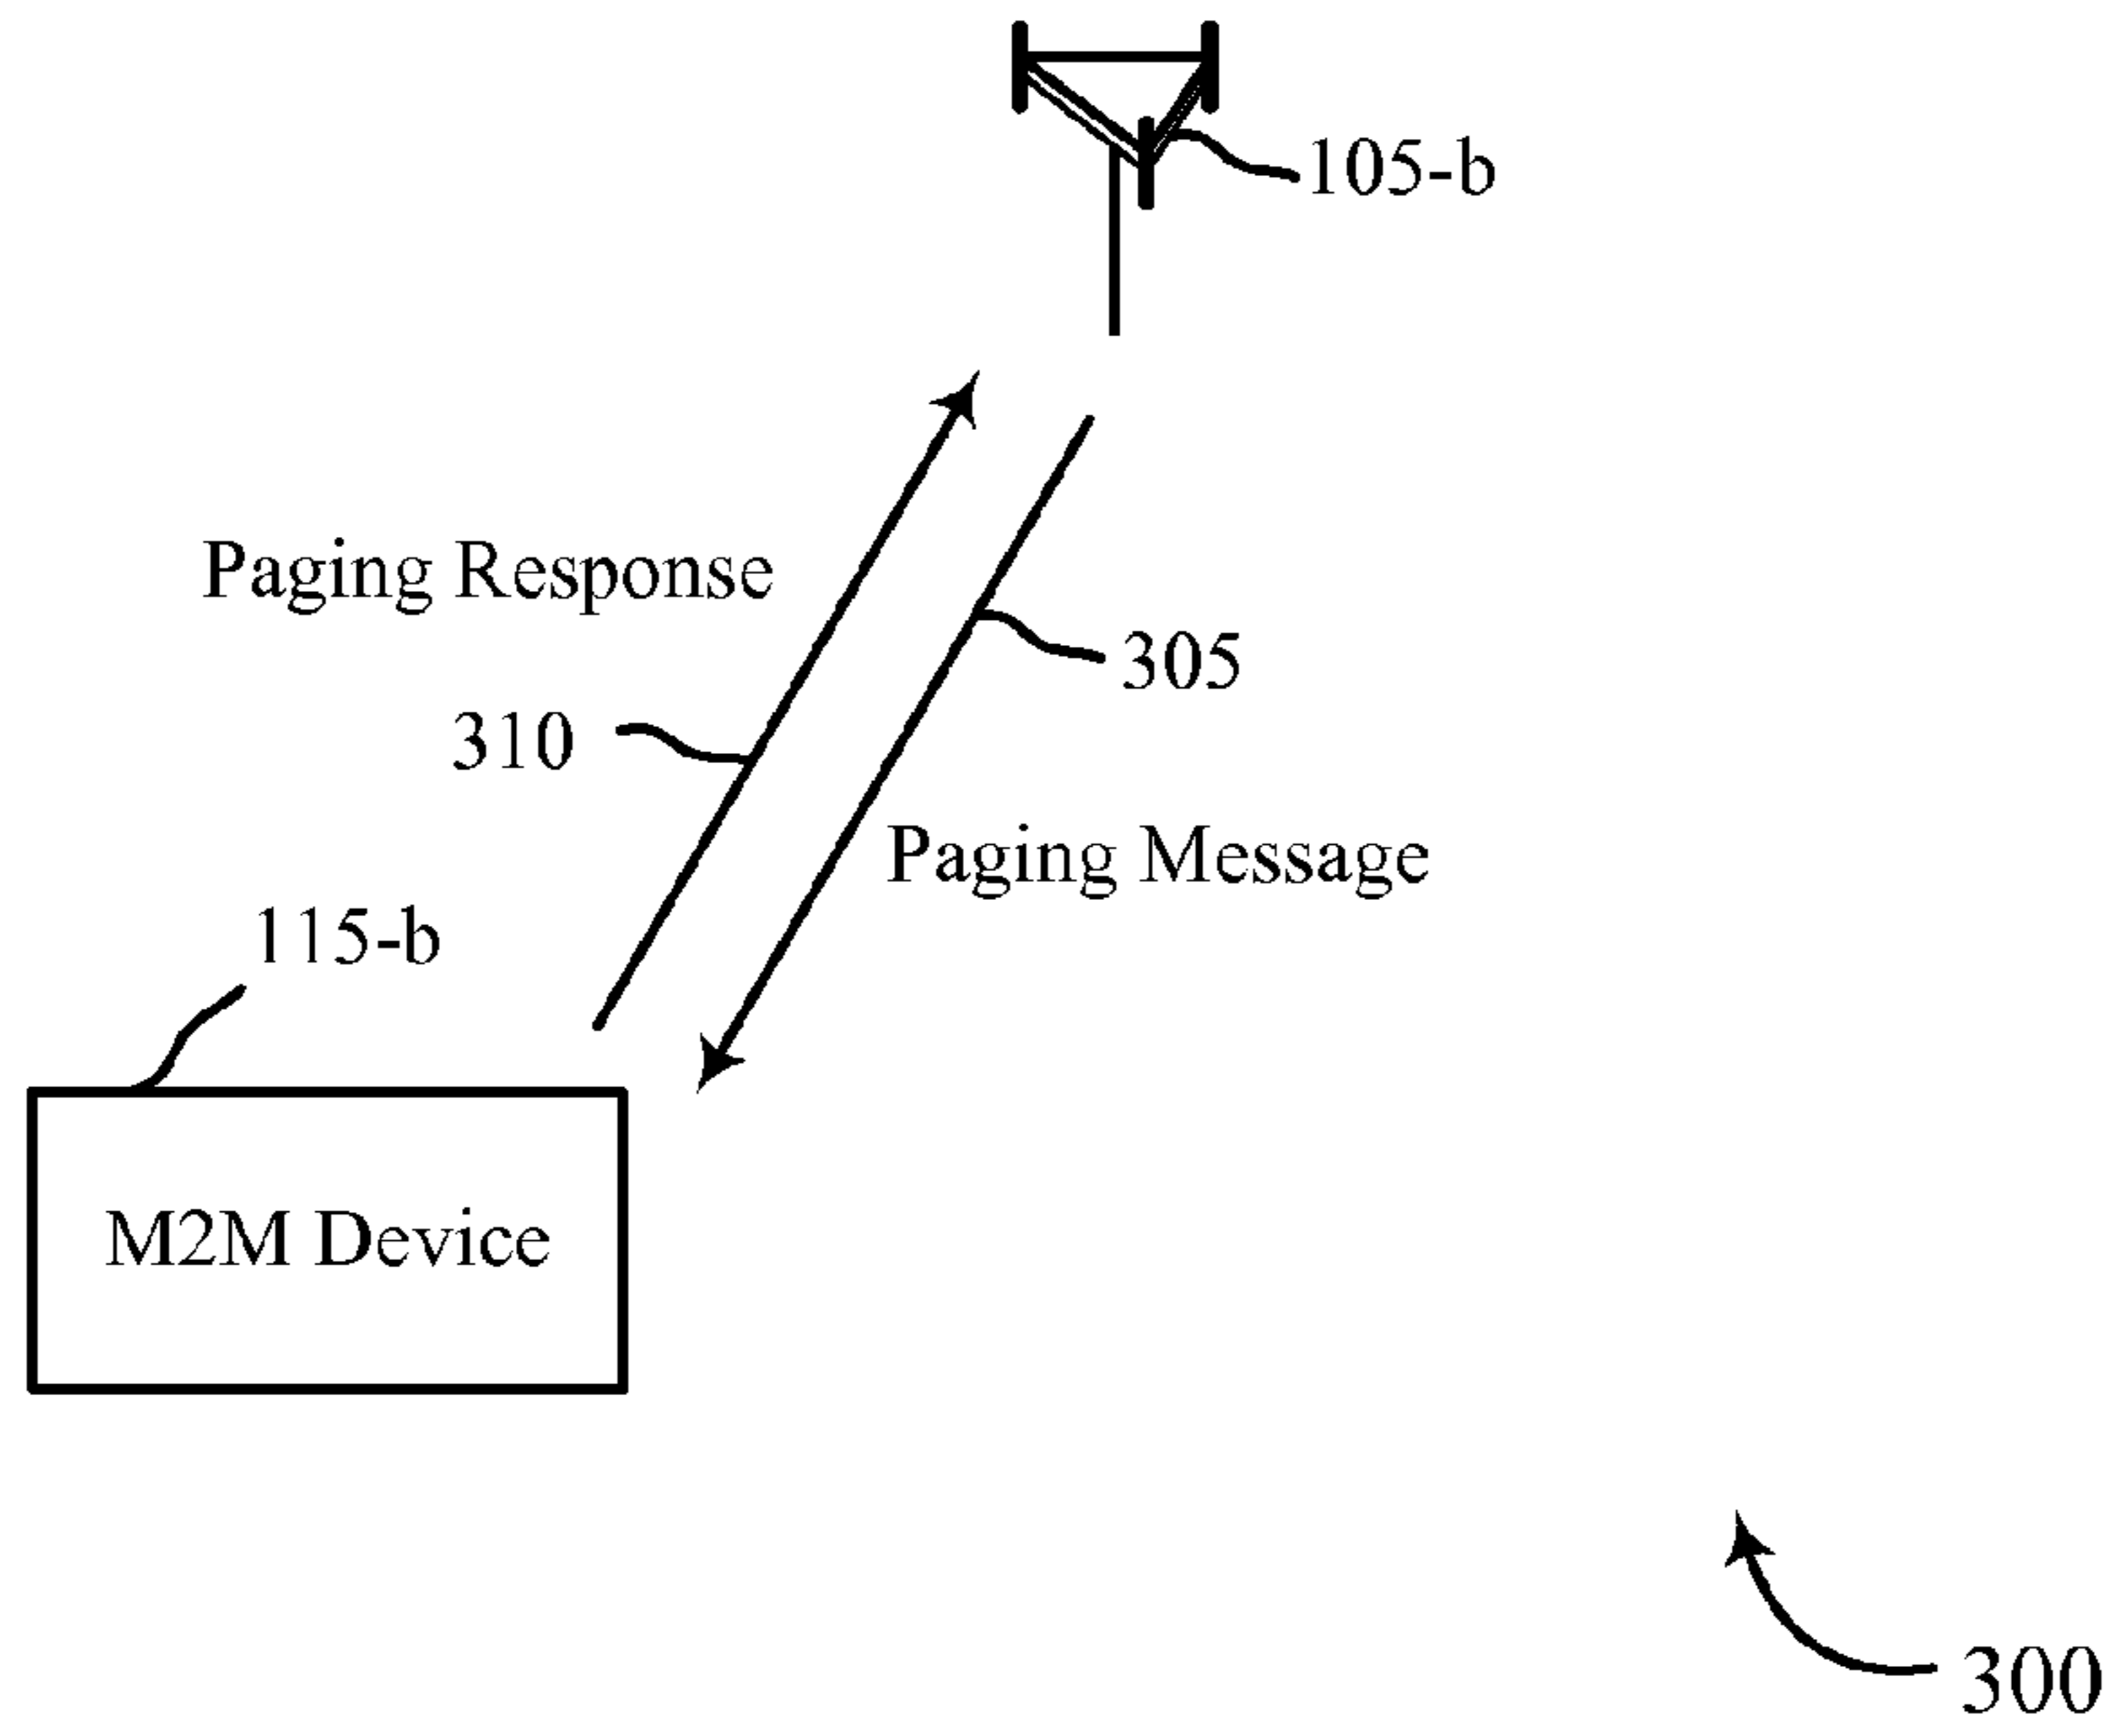 105-b
Paging Response
305
310
Paging Message
115-b
M2M Device
300